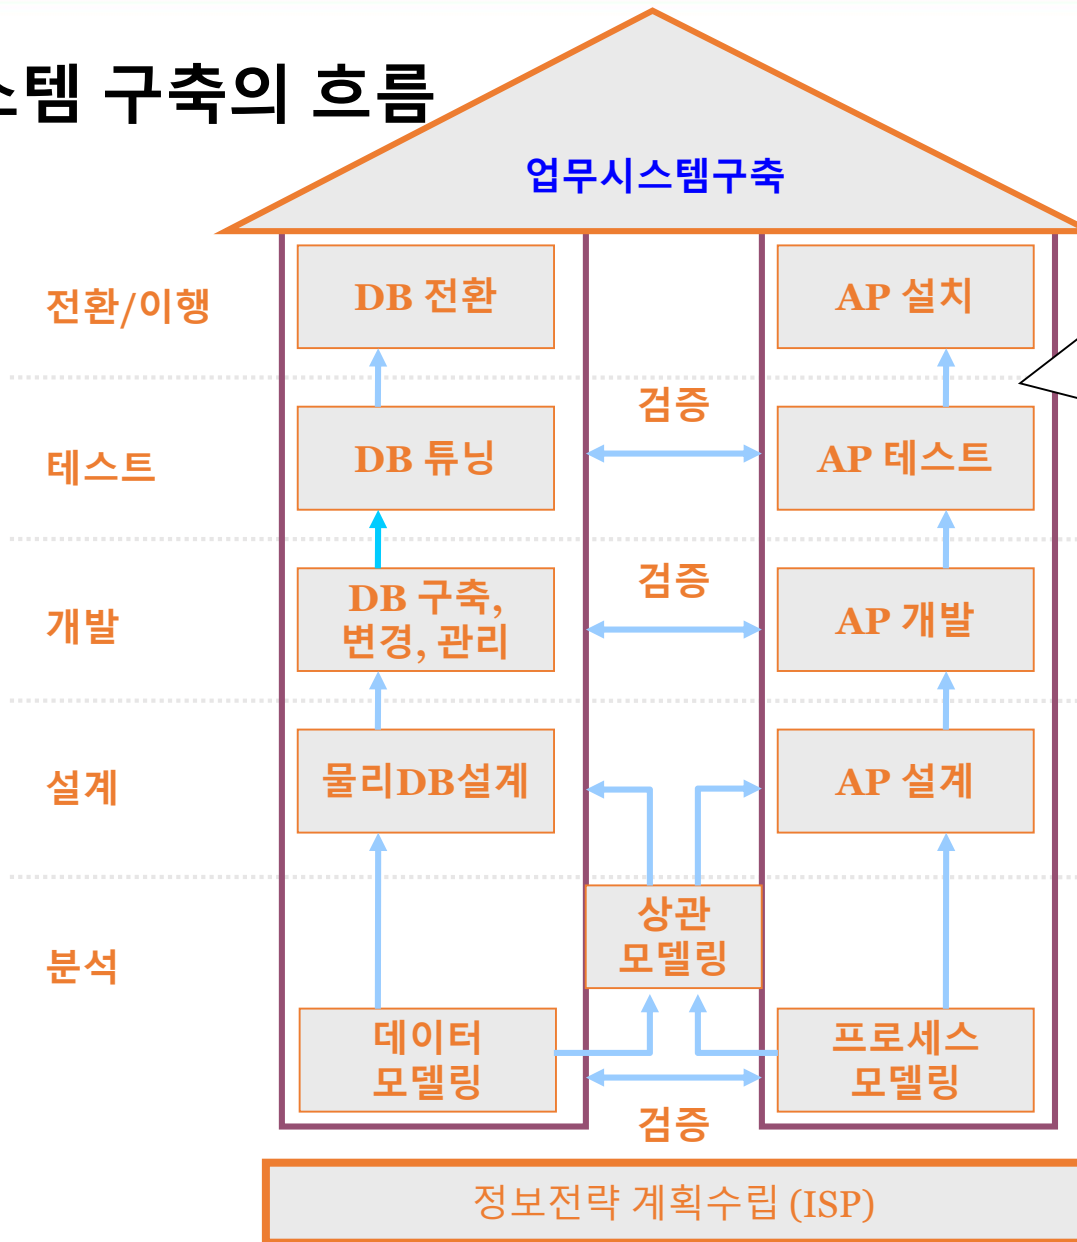 스템 구축의 흐름
업무시스템구축
전환/이행
DB 전환
AP 설치
검증
테스트
DB 튜닝
AP 테스트
검증
개발
DB 구축,
변경, 관리
AP 개발
설계
물리DB설계
AP 설계
상관
모델링
분석
데이터
모델링
프로세스
모델링
검증
정보전략 계획수립 (ISP)